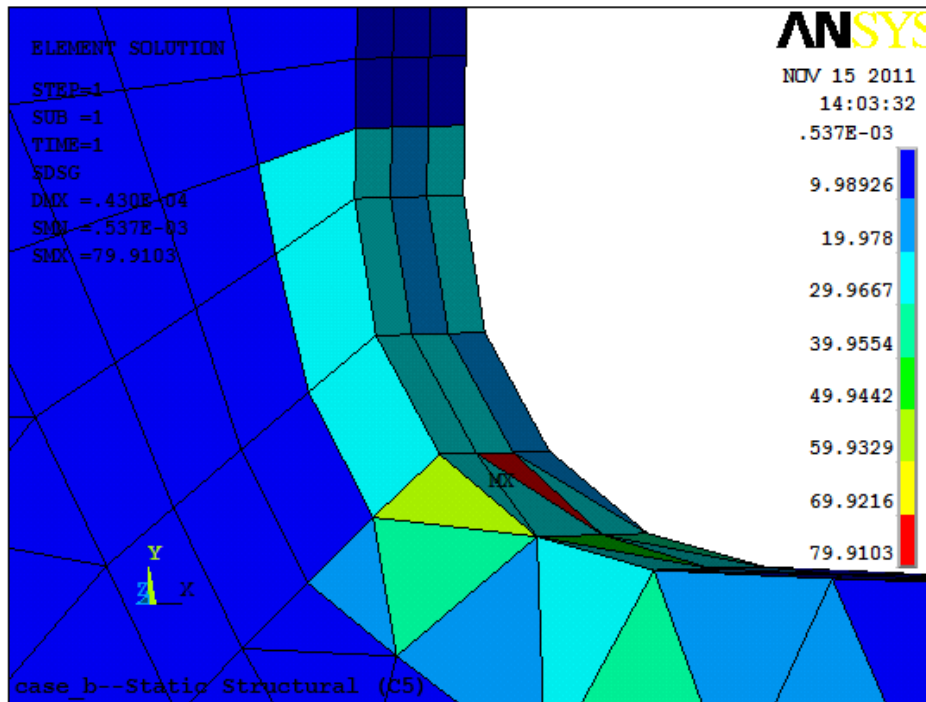 ELEMENT SOLUTION
STEP=1
SUB =1
TIME=1
SDSG
DMX =.430E-04
SMN =.537E-03
SMX =79.9103
ANSYS
NOV 15 2011
14:03:32
.537E-03
9.98926
19.978
29.9667
39.9554
49.9442
59.9329
69.9216
79.9103
MX
Y
Z
X
case_b--Static Structural (C5)